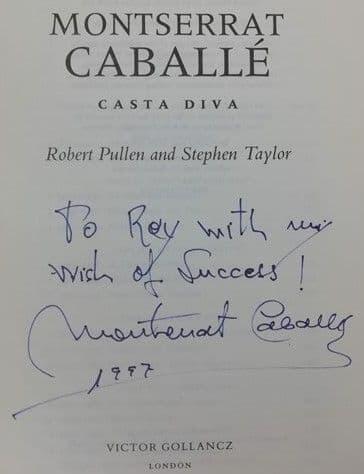 MONTSERRAT
CABALLÉ
CASTA DIVA
Robert Pullen and Stephen Taylor
To Roy with my
wish of Success!
Montserrat Caballé
1997
VICTOR GOLLANCZ
LONDON